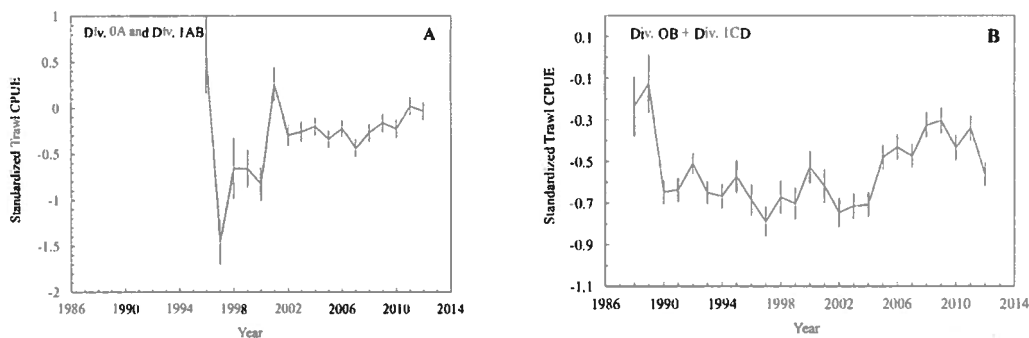 Div. 0A and Div. 1AB
A
Standardized Trawl CPUE
1
0.5
0
-0.5
-1
-1.5
-2
1986 1990 1994 1998 2002 2006 2010 2014
Year
Div. OB + Div. 1CD
B
Standardized Trawl CPUE
0.1
-0.1
-0.3
-0.5
-0.7
-0.9
-1.1
1986 1990 1994 1998 2002 2006 2010 2014
Year